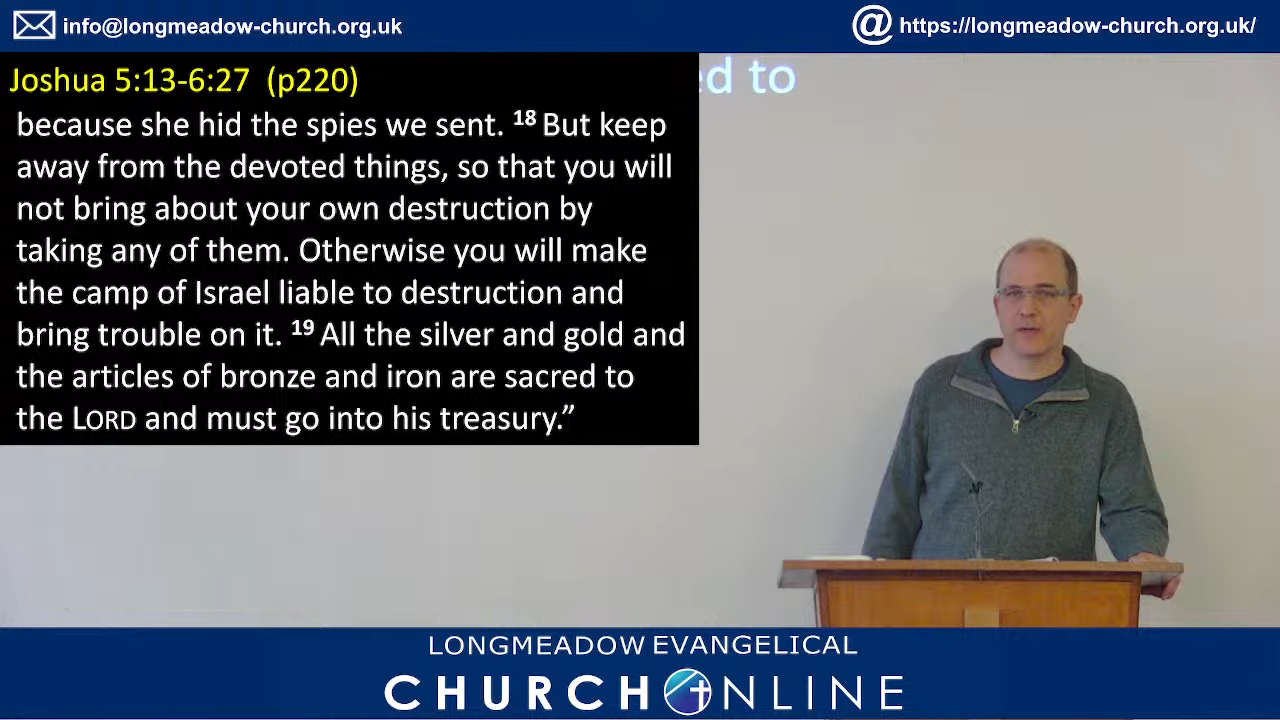 info@longmeadow-church.org.uk
@ https://longmeadow-church.org.uk/
Joshua 5:13-6:27 (p220)
ed to
because she hid the spies we sent. 18 But keep
away from the devoted things, so that you will
not bring about your own destruction by
taking any of them. Otherwise you will make
the camp of Israel liable to destruction and
bring trouble on it. 19 All the silver and gold and
the articles of bronze and iron are sacred to
the LORD and must go into his treasury.”
LONGMEADOW EVANGELICAL
CHURCH ONLINE